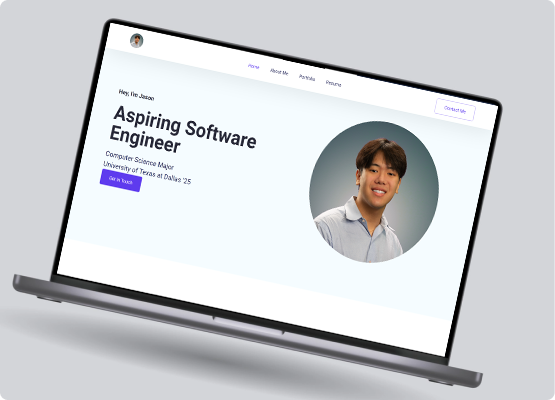 Home
About Me
Portfolio
Resume
Contact Me
Hey, I'm Jason
Aspiring Software
Engineer
Computer Science Major
University of Texas at Dallas '25
Get in Touch